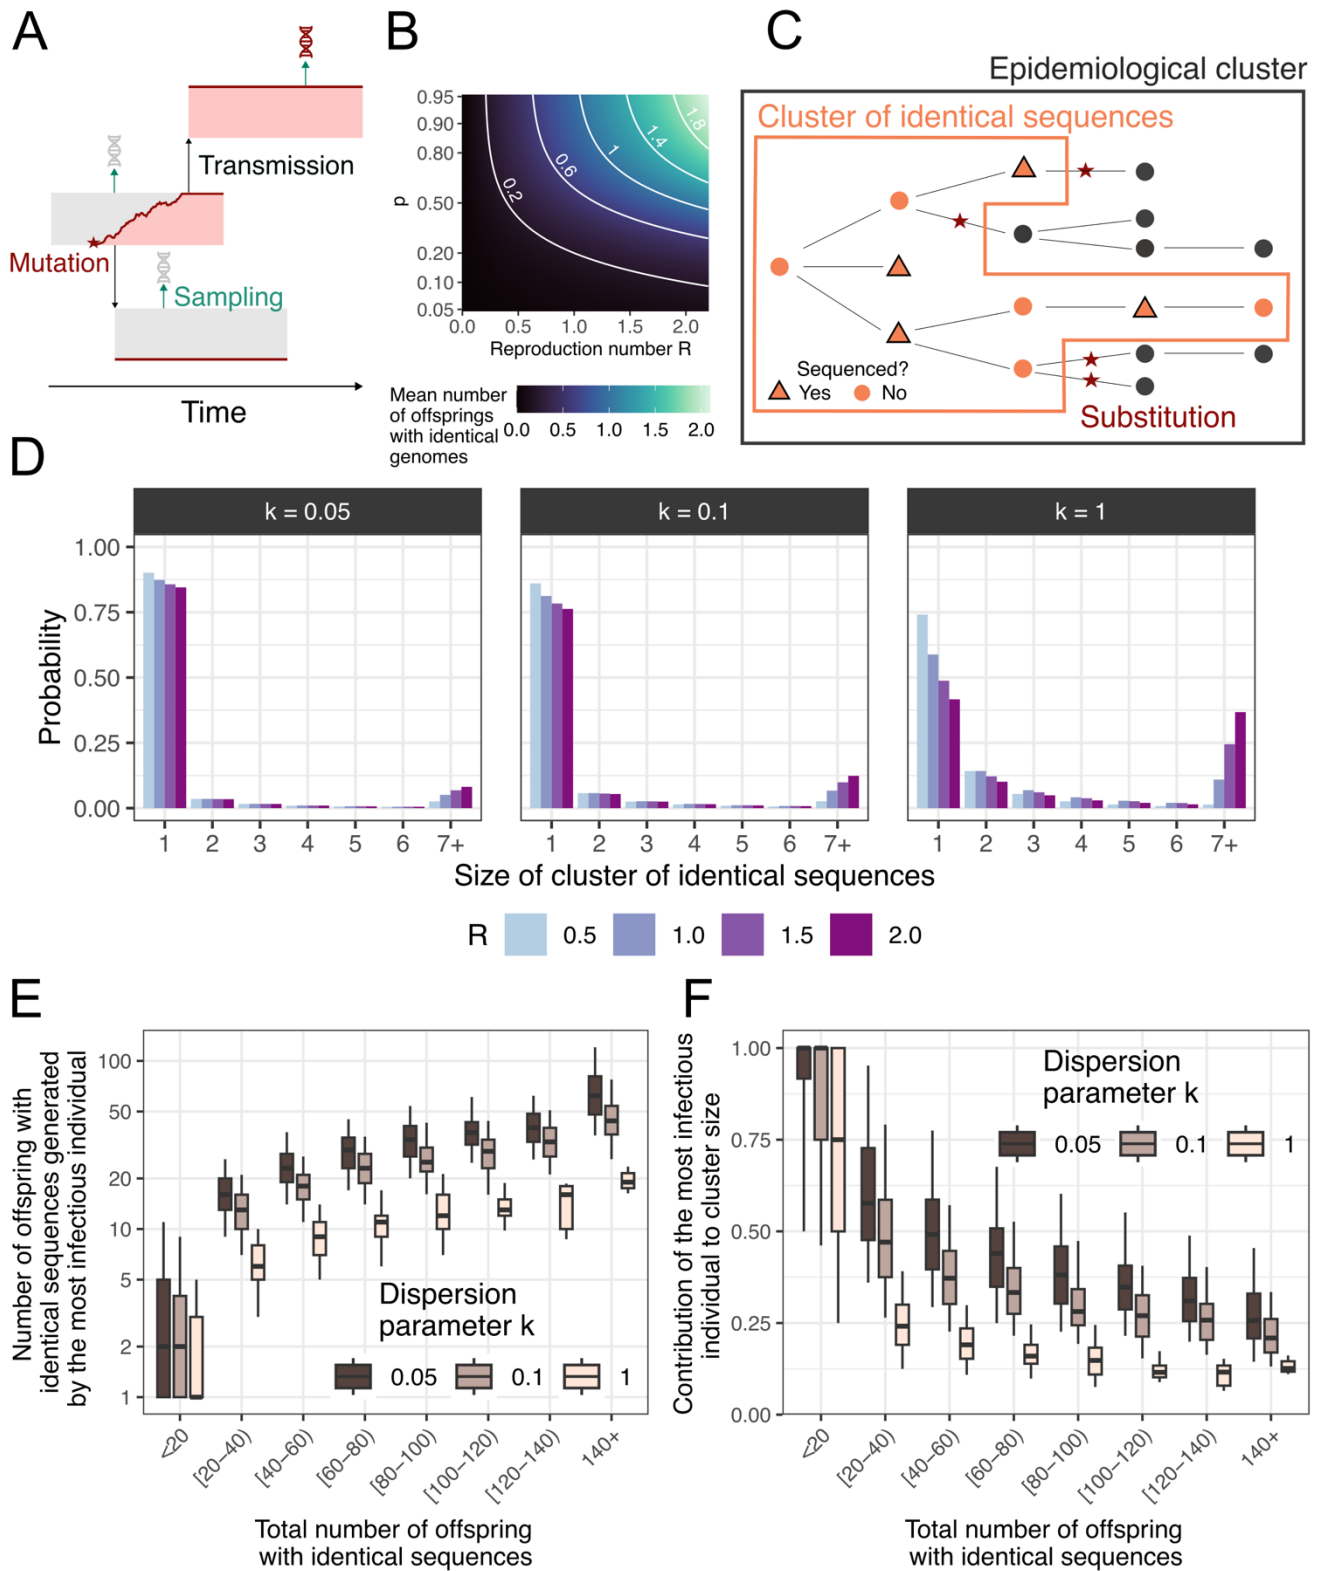 A
Transmission
Mutation
Sampling
Time
B
0.95
0.90
0.80
0.50
0.20
0.10
0.05
p
0.2
0.6
1
1.4
1.8
0.0
0.5
1.0
1.5
2.0
Reproduction number R
Mean number
of offsprings
with identical
genomes
0.0
0.5
1.0
1.5
2.0
C
Epidemiological cluster
Cluster of identical sequences
Sequenced?
Yes
No
Substitution
D
k = 0.05
k = 0.1
k = 1
1.00
0.75
0.50
0.25
0.00
Probability
1 2 3 4 5 6 7+
1 2 3 4 5 6 7+
1 2 3 4 5 6 7+
Size of cluster of identical sequences
R 0.5 1.0 1.5 2.0
E
Number of offspring with
identical sequences generated
by the most infectious individual
100
50
20
10
5
2
1
Dispersion
parameter k
0.05 0.1 1
<20
[20−40)
[40−60)
[60−80)
[80−100)
[100−120)
[120−140)
140+
Total number of offspring
with identical sequences
F
Contribution of the most infectious
individual to cluster size
1.00
0.75
0.50
0.25
0.00
Dispersion
parameter k
0.05 0.1 1
<20
[20−40)
[40−60)
[60−80)
[80−100)
[100−120)
[120−140)
140+
Total number of offspring
with identical sequences